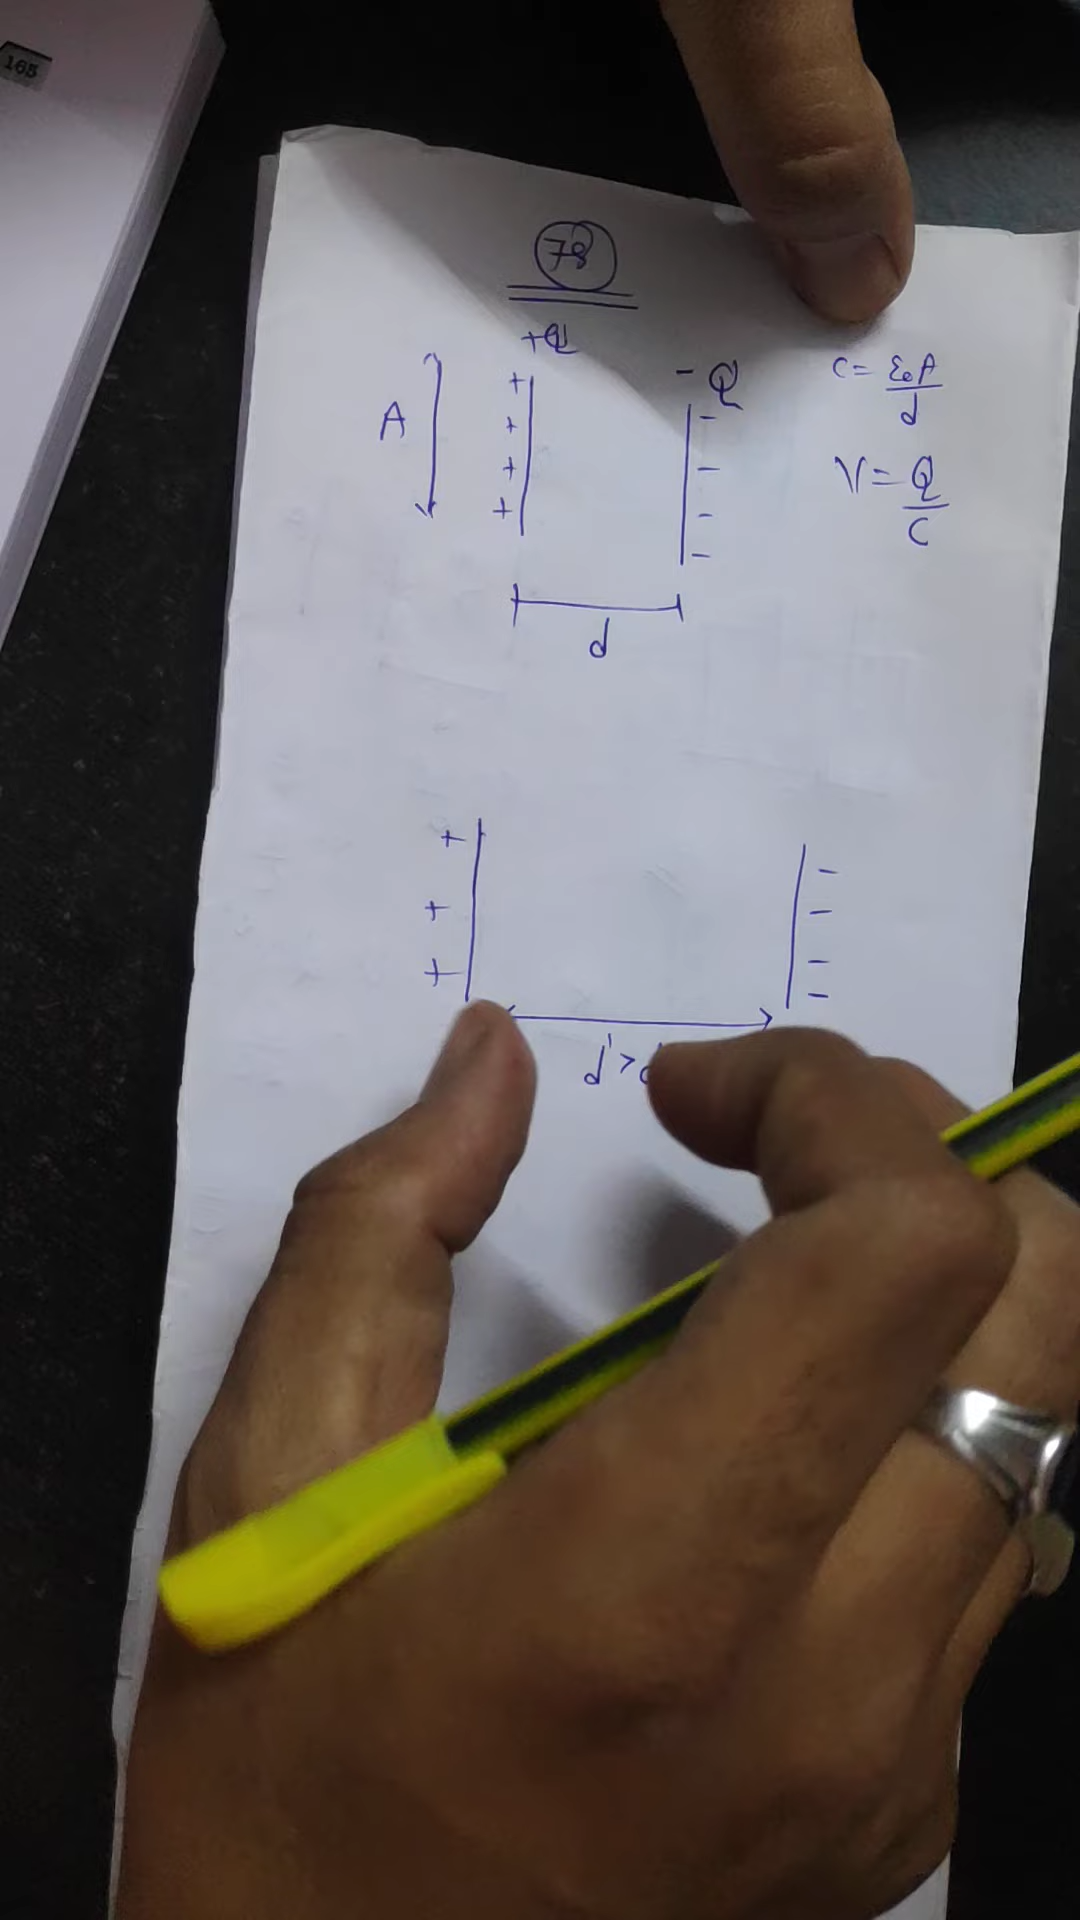 165
78
+Q
- Q
C = ε₀A/d
A
+ -
+ -
+ -
+ -
V = Q/C
d
+ -
+ -
+ -
-
d' >